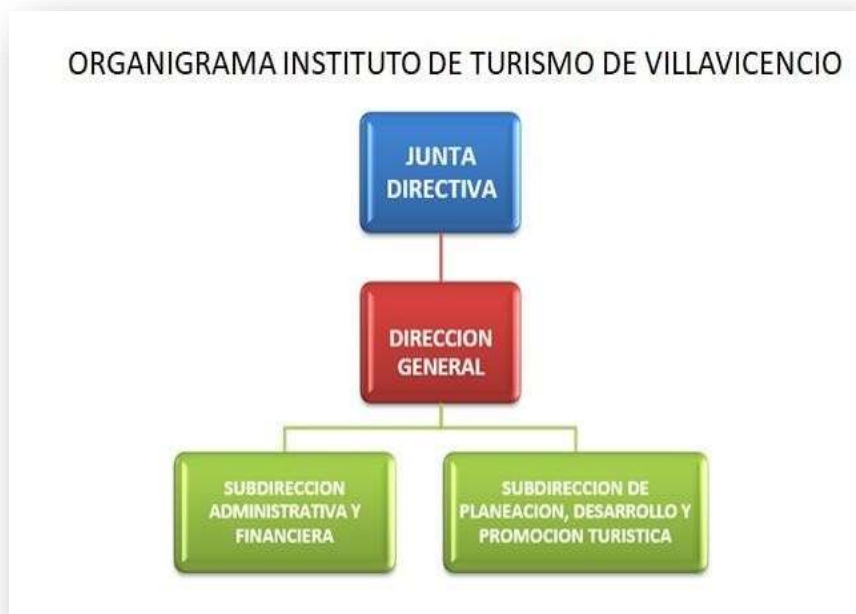 ORGANIGRAMA INSTITUTO DE TURISMO DE VILLAVICENCIO
JUNTA
DIRECTIVA
DIRECCION
GENERAL
SUBDIRECCION
ADMINISTRATIVA Y
FINANCIERA
SUBDIRECCION DE
PLANEACION, DESARROLLO Y
PROMOCION TURISTICA